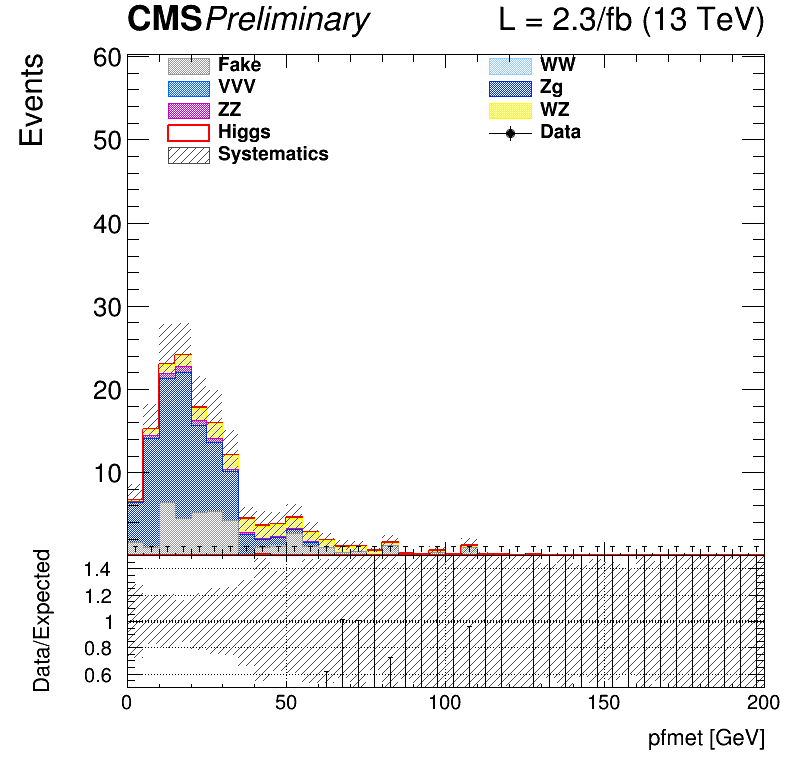 CMS Preliminary L = 2.3/fb (13 TeV)
Events
60
50
40
30
20
10
Fake WW
VVV Zg
ZZ WZ
Higgs Data
Systematics
Data/Expected
1.4
1.2
1
0.8
0.6
0 50 100 150 200
pfmet [GeV]